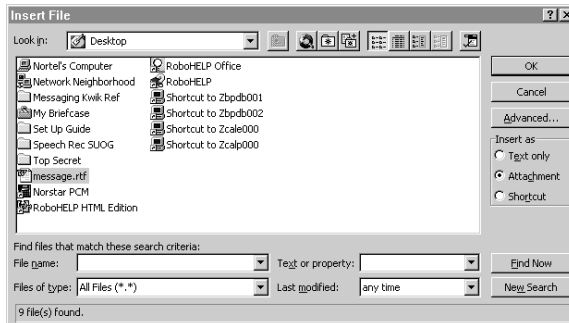 Insert File
Look in: Desktop
Nortel's Computer
Network Neighborhood
Messaging Kwik Ref
My Briefcase
Set Up Guide
Speech Rec SUOG
Top Secret
message.rtf
Norstar PCM
RoboHELP HTML Edition
RoboHELP Office
RoboHELP
Shortcut to Zbpdb001
Shortcut to Zbpdb002
Shortcut to Zcale000
Shortcut to Zcalp000
OK
Cancel
Advanced...
Insert as
Text only
Attachment
Shortcut
Find files that match these search criteria:
File name: Text or property: Find Now
Files of type: All Files (*.*) Last modified: any time New Search
9 file(s) found.